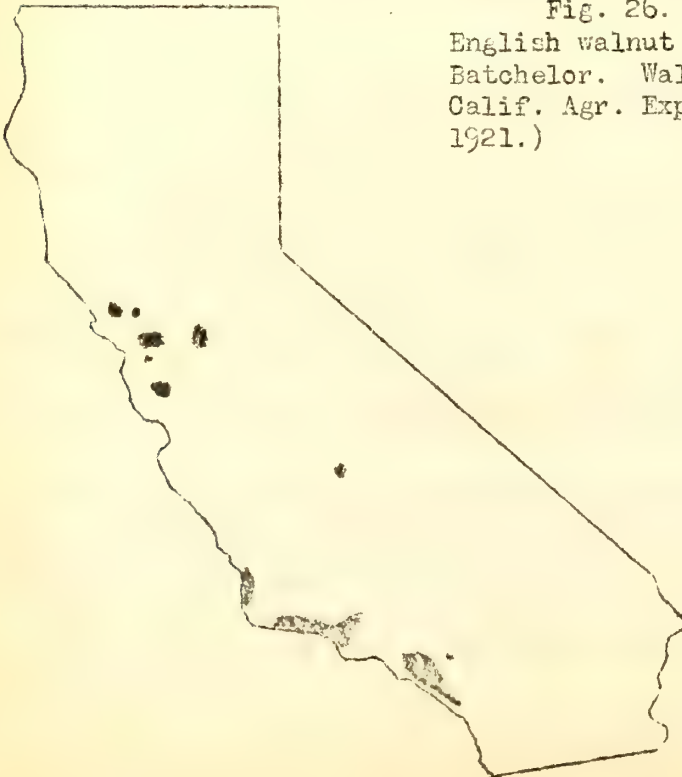 Fig. 26.
English walnut
Batchelor. Wal
Calif. Agr. Exp
1921.)